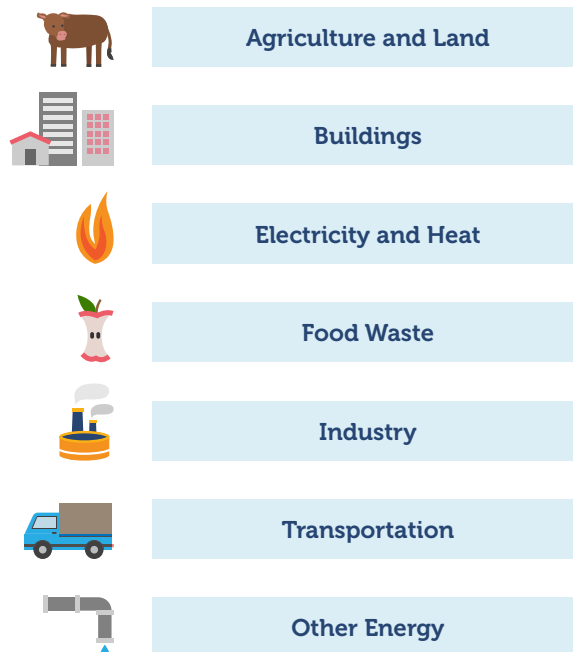 Agriculture and Land
Buildings
Electricity and Heat
Food Waste
Industry
Transportation
Other Energy